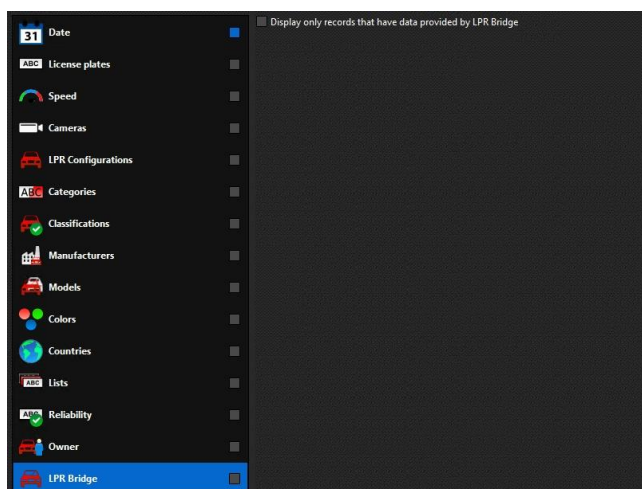 31 Date
Display only records that have data provided by LPR Bridge
ABC License plates
Speed
Cameras
LPR Configurations
ABC Categories
Classifications
Manufacturers
Models
Colors
Countries
ABC Lists
ABC Reliability
Owner
LPR Bridge